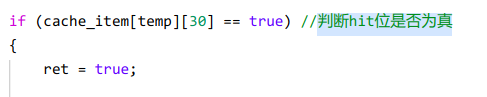 if (cache_item[temp][30] == true) //判断hit位是否为真
{
    ret = true;